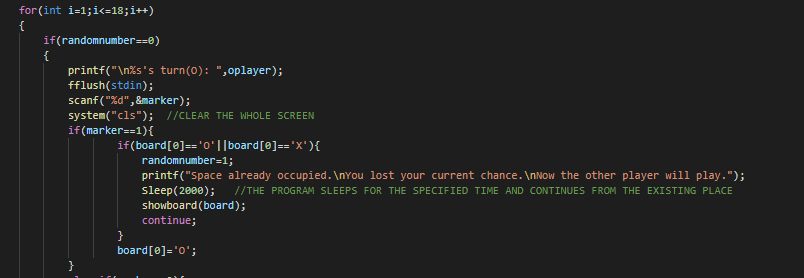 for(int i=1;i<=18;i++)
{
if(randomnumber==0)
{
printf("\n%s's turn(O): ",oplayer);
fflush(stdin);
scanf("%d",&marker);
system("cls"); //CLEAR THE WHOLE SCREEN
if(marker==1){
if(board[0]=='O'||board[0]=='X'){
randomnumber=1;
printf("Space already occupied.\nYou lost your current chance.\nNow the other player will play.");
Sleep(2000); //THE PROGRAM SLEEPS FOR THE SPECIFIED TIME AND CONTINUES FROM THE EXISTING PLACE
showboard(board);
continue;
}
board[0]='O';
}